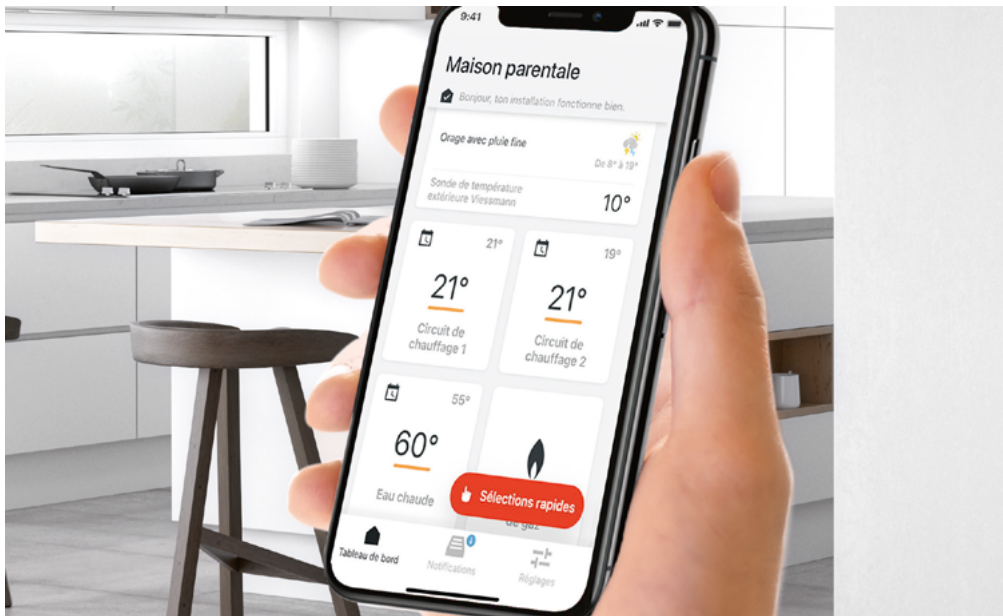 9:41
Maison parentale
Bonjour, ton installation fonctionne bien.
Orage avec pluie fine
De 8° à 19°
Sonde de température
extérieure Viessmann
10°
21°
21°
Circuit de
chauffage 1
19°
21°
Circuit de
chauffage 2
55°
60°
Eau chaude
de gaz
Sélections rapides
Tableau de bord
Notifications
Réglages